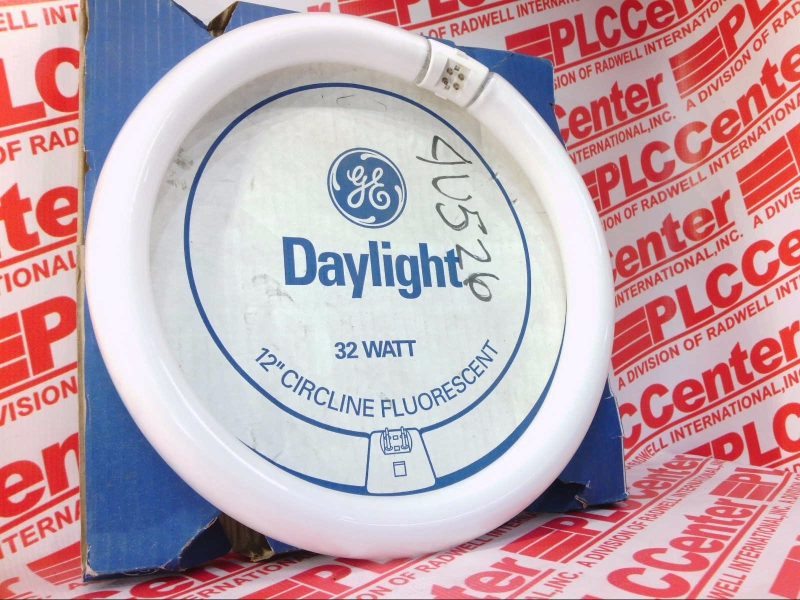 GE
4U526
Daylight
32 WATT
12" CIRCLINE FLUORESCENT
PLCCenter
A DIVISION OF RADWELL INTERNATIONAL, INC.